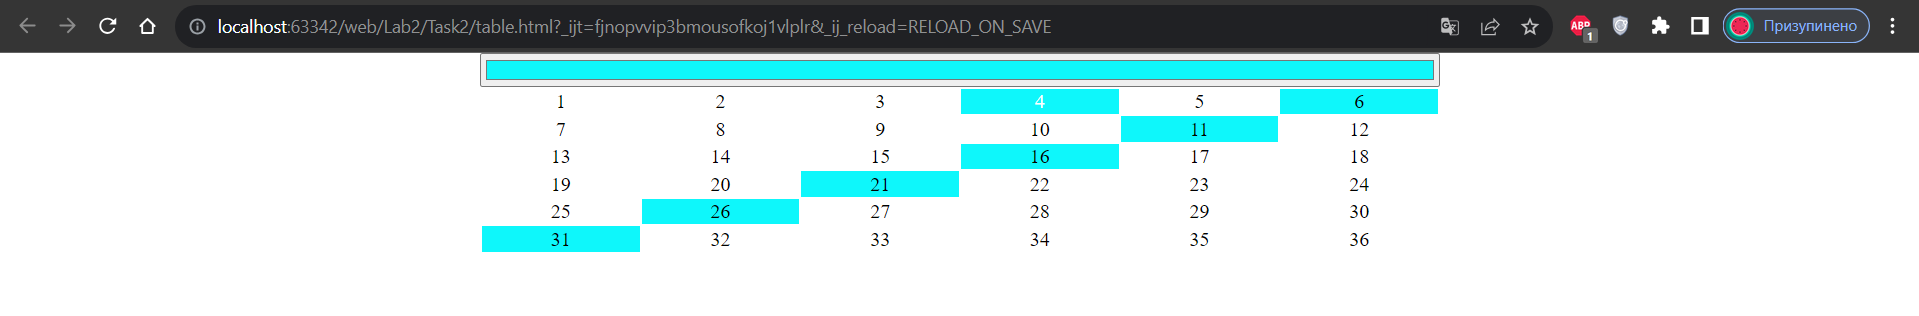 localhost:63342/web/Lab2/Task2/table.html?_ijt=fjnopvvip3bmousofkoj1vlplr&_ij_reload=RELOAD_ON_SAVE ABP 1 Призупинено
1 2 3 4 5 6
7 8 9 10 11 12
13 14 15 16 17 18
19 20 21 22 23 24
25 26 27 28 29 30
31 32 33 34 35 36